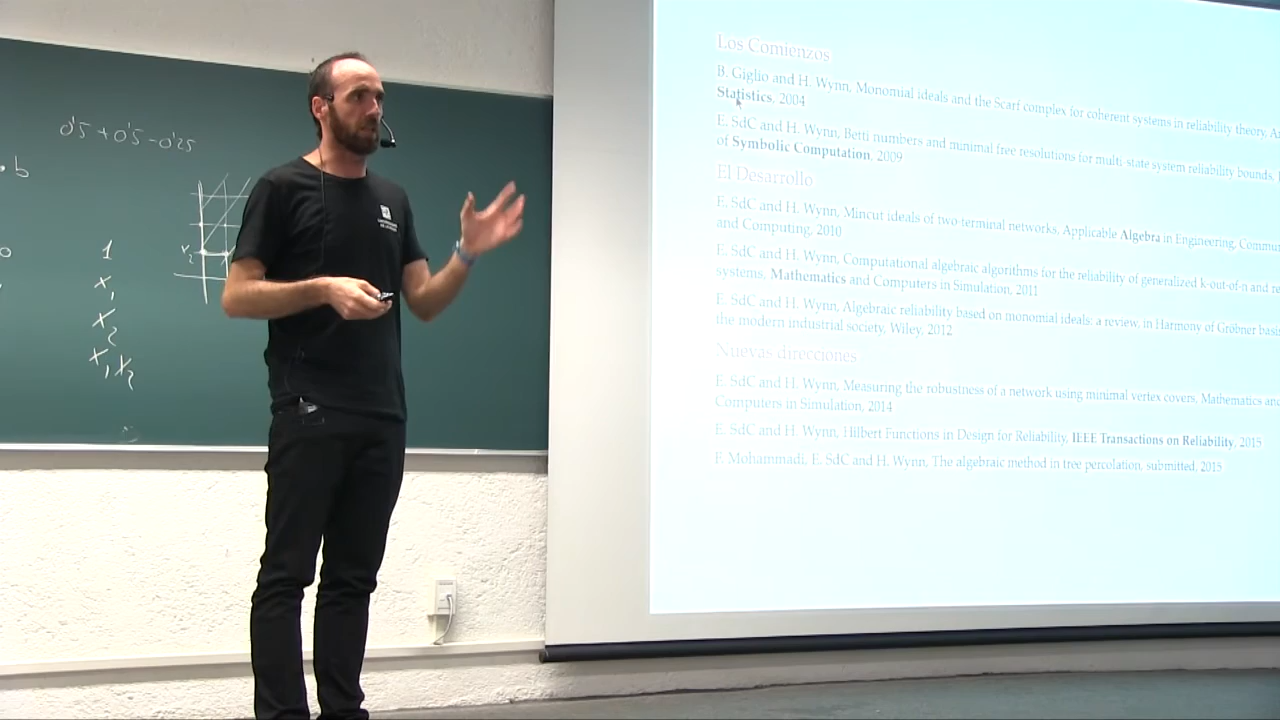 0'5 + 0'5 - 0'25
. b
1
x₁
x₂
x₁ x₂
x₂
Los Comienzos
B. Giglio and H. Wynn, Monomial ideals and the Scarf complex for coherent systems in reliability theory,
Statistics, 2004
E. SdC and H. Wynn, Betti numbers and minimal free resolutions for multi-state system reliability bounds,
of Symbolic Computation, 2009
El Desarrollo
E. SdC and H. Wynn, Mincut ideals of two-terminal networks, Applicable Algebra in Engineering, Commu
and Computing, 2010
E. SdC and H. Wynn, Computational algebraic algorithms for the reliability of generalized k-out-of-n and re
systems, Mathematics and Computers in Simulation, 2011
E. SdC and H. Wynn, Algebraic reliability based on monomial ideals: a review, in Harmony of Gröbner basis
the modern industrial society, Wiley, 2012
Nuevas direcciones
E. SdC and H. Wynn, Measuring the robustness of a network using minimal vertex covers, Mathematics and
Computers in Simulation, 2014
E. SdC and H. Wynn, Hilbert Functions in Design for Reliability, IEEE Transactions on Reliability, 2015
F. Mohammadi, E. SdC and H. Wynn, The algebraic method in tree percolation, submitted, 2015